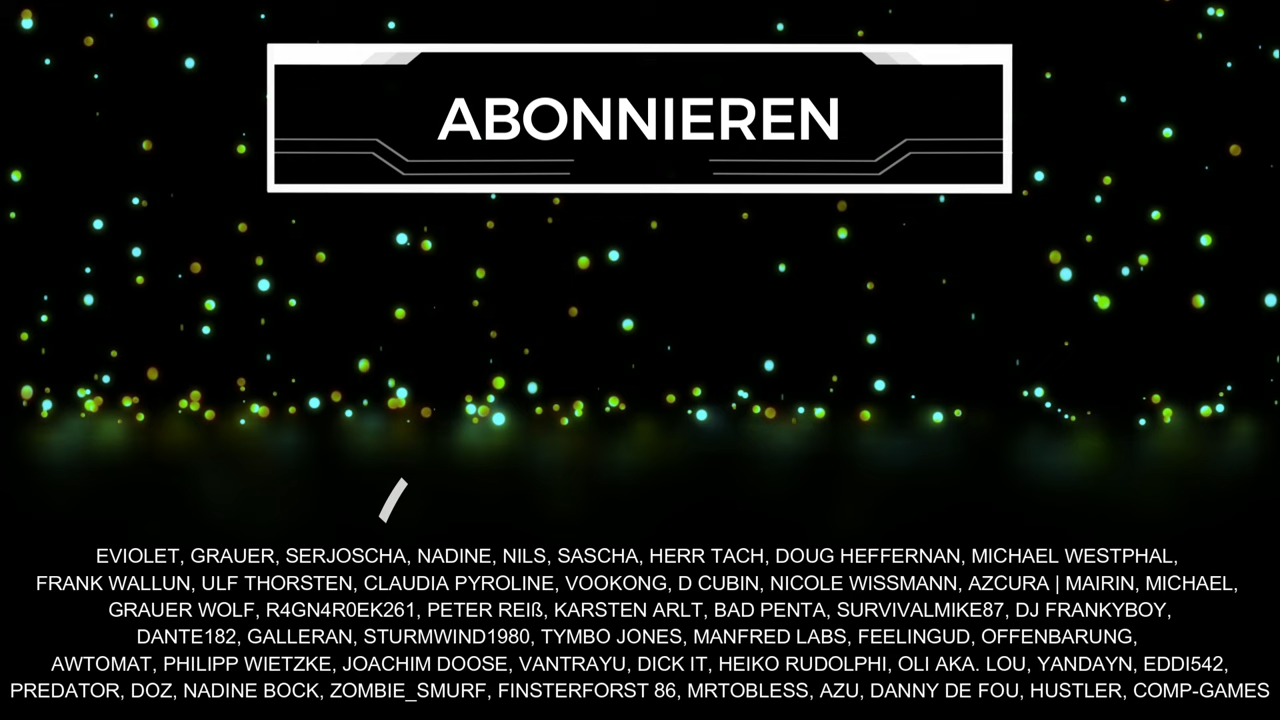 ABONNIEREN
EVIOLET, GRAUER, SERJOSCHA, NADINE, NILS, SASCHA, HERR TACH, DOUG HEFFERNAN, MICHAEL WESTPHAL,
FRANK WALLUN, ULF THORSTEN, CLAUDIA PYROLINE, VOOKONG, D CUBIN, NICOLE WISSMANN, AZCURA | MAIRIN, MICHAEL,
GRAUER WOLF, R4GN4R0EK261, PETER REIß, KARSTEN ARLT, BAD PENTA, SURVIVALMIKE87, DJ FRANKYBOY,
DANTE182, GALLERAN, STURMWIND1980, TYMBO JONES, MANFRED LABS, FEELINGUD, OFFENBARUNG,
AWTOMAT, PHILIPP WIETZKE, JOACHIM DOOSE, VANTRAYU, DICK IT, HEIKO RUDOLPHI, OLI AKA. LOU, YANDAYN, EDDI542,
PREDATOR, DOZ, NADINE BOCK, ZOMBIE_SMURF, FINSTERFORST 86, MRTOBLESS, AZU, DANNY DE FOU, HUSTLER, COMP-GAMES